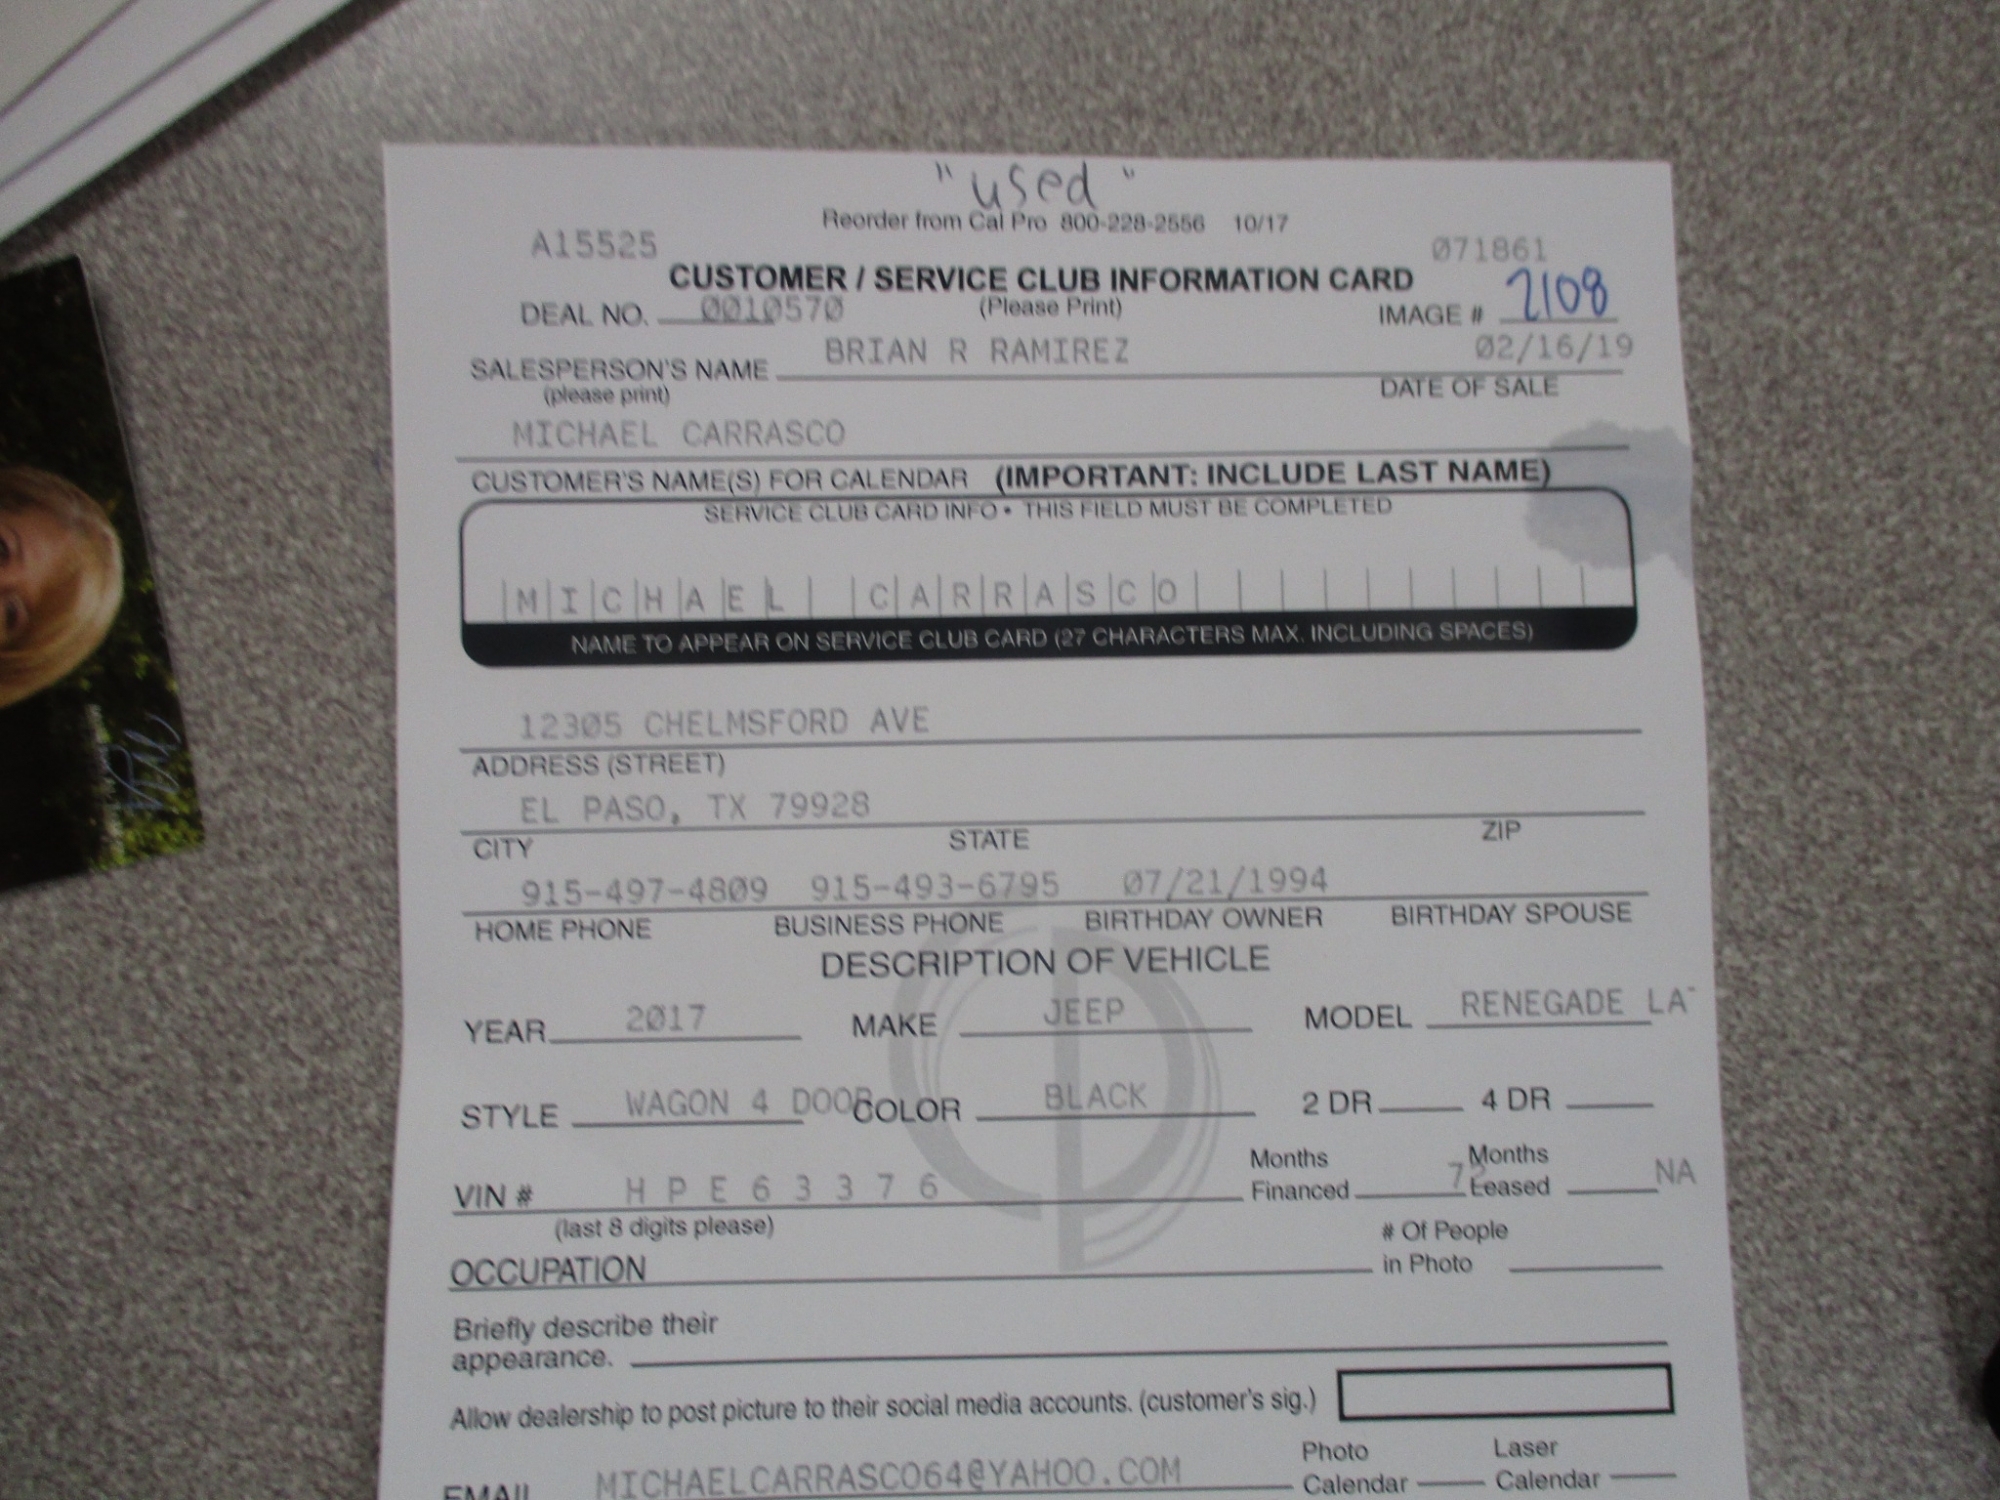 "used"
Reorder from Cal Pro 800-228-2556 10/17
A15525 071861
CUSTOMER / SERVICE CLUB INFORMATION CARD
DEAL NO. 0010570 (Please Print) IMAGE # 2108
SALESPERSON'S NAME BRIAN R RAMIREZ 02/16/19
(please print) DATE OF SALE
MICHAEL CARRASCO
CUSTOMER'S NAME(S) FOR CALENDAR (IMPORTANT: INCLUDE LAST NAME)
SERVICE CLUB CARD INFO • THIS FIELD MUST BE COMPLETED
MICHAEL CARRASCO
NAME TO APPEAR ON SERVICE CLUB CARD (27 CHARACTERS MAX. INCLUDING SPACES)
12305 CHELMSFORD AVE
ADDRESS (STREET)
EL PASO, TX 79928
CITY STATE ZIP
915-497-4809 915-493-6795 07/21/1994
HOME PHONE BUSINESS PHONE BIRTHDAY OWNER BIRTHDAY SPOUSE
DESCRIPTION OF VEHICLE
YEAR 2017 MAKE JEEP MODEL RENEGADE LA
STYLE WAGON 4 DOOR COLOR BLACK 2 DR 4 DR
VIN # H P E 6 3 3 7 6 Months Financed Months Leased NA
(last 8 digits please)
OCCUPATION # Of People in Photo
Briefly describe their
appearance.
Allow dealership to post picture to their social media accounts. (customer's sig.)
EMAIL MICHAELCARRASCO64@YAHOO.COM Photo Calendar Laser Calendar